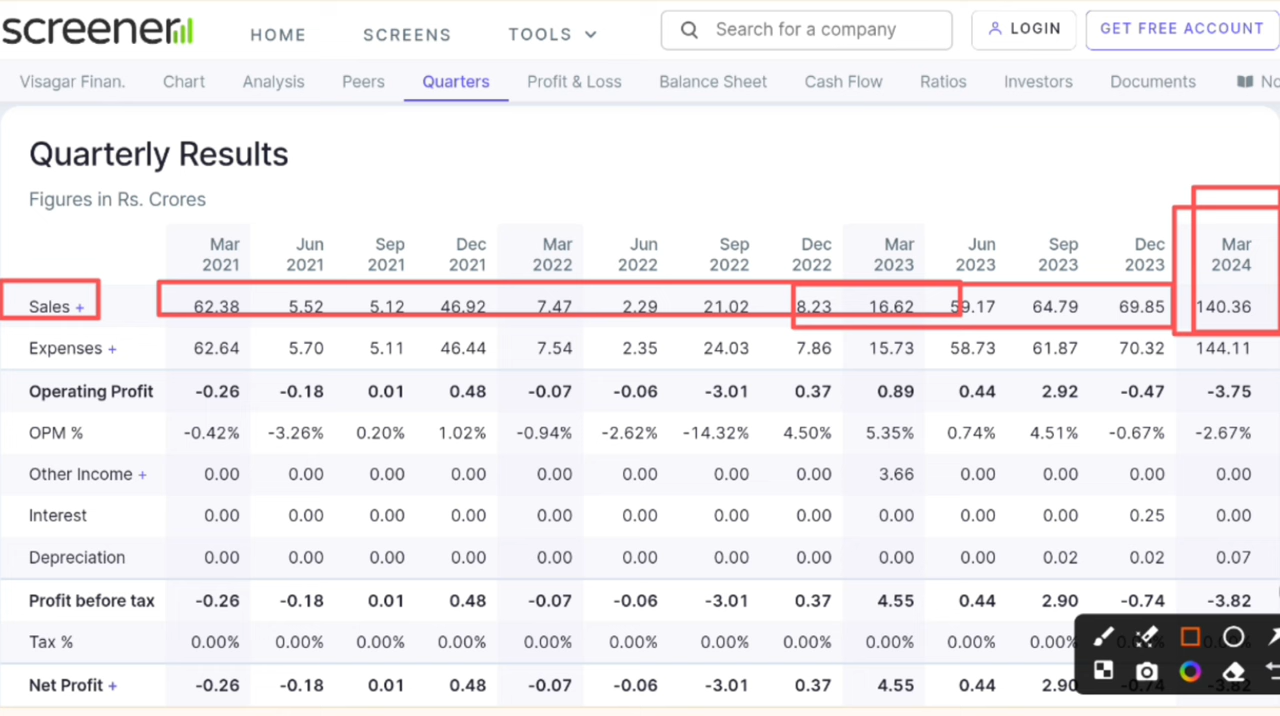 screener
HOME SCREENS TOOLS Search for a company LOGIN GET FREE ACCOUNT
Visagar Finan. Chart Analysis Peers Quarters Profit & Loss Balance Sheet Cash Flow Ratios Investors Documents No
Quarterly Results
Figures in Rs. Crores
Mar Jun Sep Dec Mar Jun Sep Dec Mar Jun Sep Dec Mar
2021 2021 2021 2021 2022 2022 2022 2022 2023 2023 2023 2023 2024
Sales + 62.38 5.52 5.12 46.92 7.47 2.29 21.02 8.23 16.62 59.17 64.79 69.85 140.36
Expenses + 62.64 5.70 5.11 46.44 7.54 2.35 24.03 7.86 15.73 58.73 61.87 70.32 144.11
Operating Profit -0.26 -0.18 0.01 0.48 -0.07 -0.06 -3.01 0.37 0.89 0.44 2.92 -0.47 -3.75
OPM % -0.42% -3.26% 0.20% 1.02% -0.94% -2.62% -14.32% 4.50% 5.35% 0.74% 4.51% -0.67% -2.67%
Other Income + 0.00 0.00 0.00 0.00 0.00 0.00 0.00 0.00 3.66 0.00 0.00 0.00 0.00
Interest 0.00 0.00 0.00 0.00 0.00 0.00 0.00 0.00 0.00 0.00 0.00 0.25 0.00
Depreciation 0.00 0.00 0.00 0.00 0.00 0.00 0.00 0.00 0.00 0.00 0.02 0.02 0.07
Profit before tax -0.26 -0.18 0.01 0.48 -0.07 -0.06 -3.01 0.37 4.55 0.44 2.90 -0.74 -3.82
Tax % 0.00% 0.00% 0.00% 0.00% 0.00% 0.00% 0.00% 0.00% 0.00% 0.00% 0.00%
Net Profit + -0.26 -0.18 0.01 0.48 -0.07 -0.06 -3.01 0.37 4.55 0.44 2.90 -0.74 -3.82